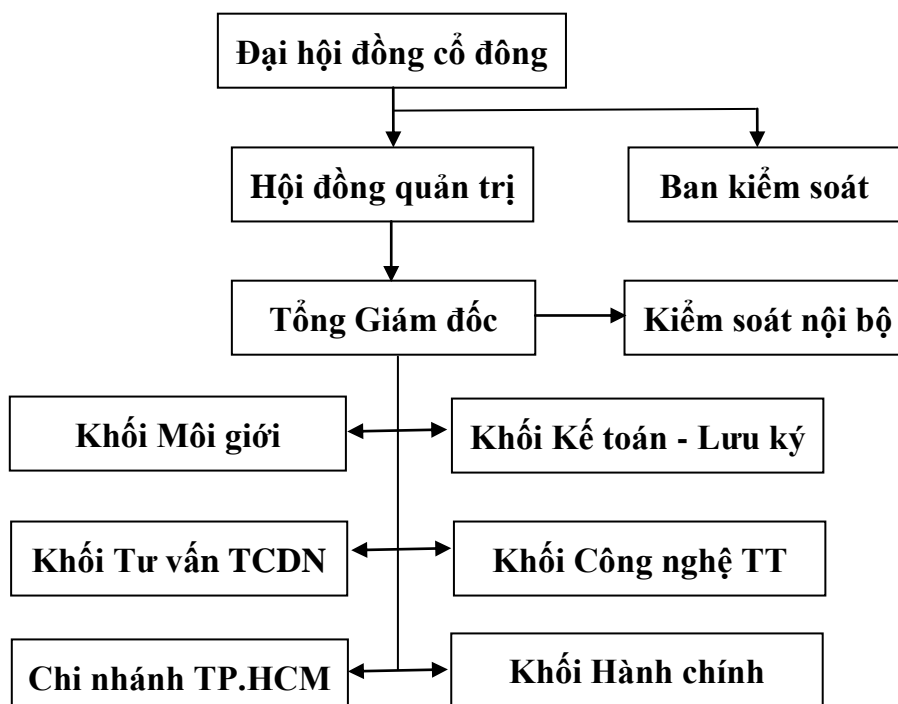 Đại hội đồng cổ đông
Hội đồng quản trị
Ban kiểm soát
Tổng Giám đốc
Kiểm soát nội bộ
Khối Môi giới
Khối Kế toán - Lưu ký
Khối Tư vấn TCDN
Khối Công nghệ TT
Chi nhánh TP.HCM
Khối Hành chính